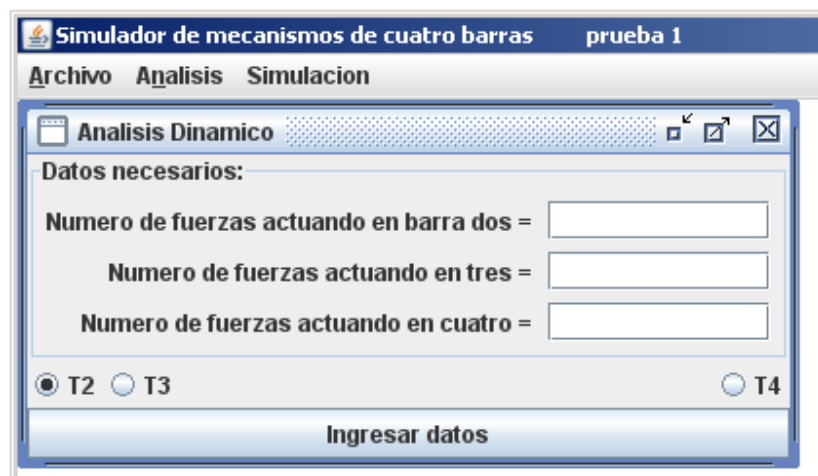 Simulador de mecanismos de cuatro barras prueba 1
Archivo Analisis Simulacion
Analisis Dinamico
Datos necesarios:
Numero de fuerzas actuando en barra dos =
Numero de fuerzas actuando en tres =
Numero de fuerzas actuando en cuatro =
T2 T3 T4
Ingresar datos